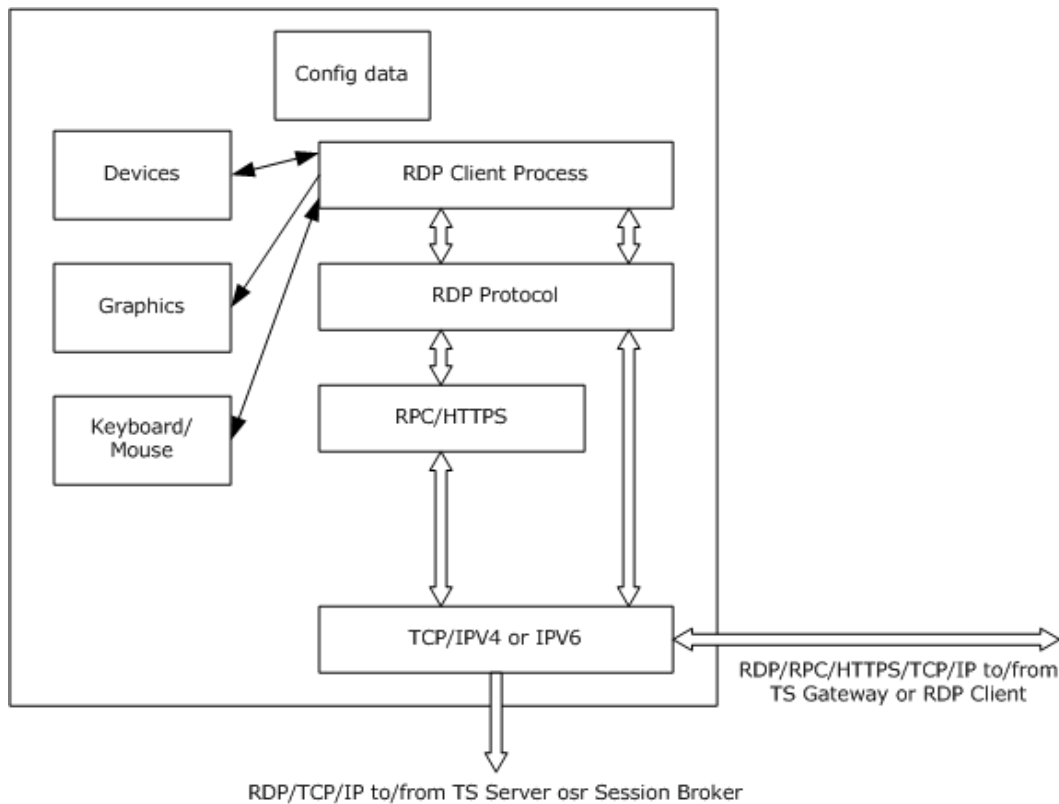 Config data
Devices
RDP Client Process
Graphics
RDP Protocol
Keyboard/
Mouse
RPC/HTTPS
TCP/IPV4 or IPV6
RDP/RPC/HTTPS/TCP/IP to/from
TS Gateway or RDP Client
RDP/TCP/IP to/from TS Server osr Session Broker